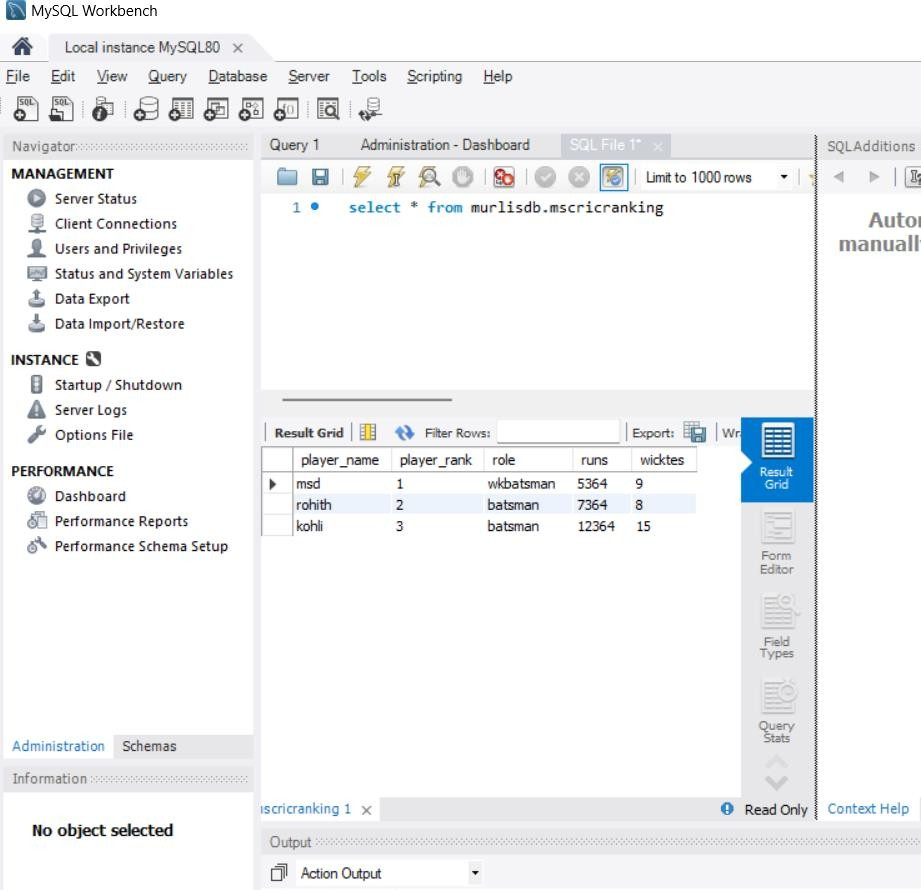 MySQL Workbench
Local instance MySQL80
File Edit View Query Database Server Tools Scripting Help
Navigator
MANAGEMENT
Server Status
Client Connections
Users and Privileges
Status and System Variables
Data Export
Data Import/Restore
INSTANCE
Startup / Shutdown
Server Logs
Options File
PERFORMANCE
Dashboard
Performance Reports
Performance Schema Setup
Administration Schemas
Information
No object selected
Query 1 Administration - Dashboard SQL File 1*
Limit to 1000 rows
1 select * from murlisdb.mscricranking
Result Grid Filter Rows: Export: Wr
player_name player_rank role runs wicktes
msd 1 wkbatsman 5364 9
rohith 2 batsman 7364 8
kohli 3 batsman 12364 15
Result
Grid
Form
Editor
Field
Types
Query
Stats
scricranking 1 Read Only
Output
Action Output
SQLAdditions
Auto
manuall
Context Help